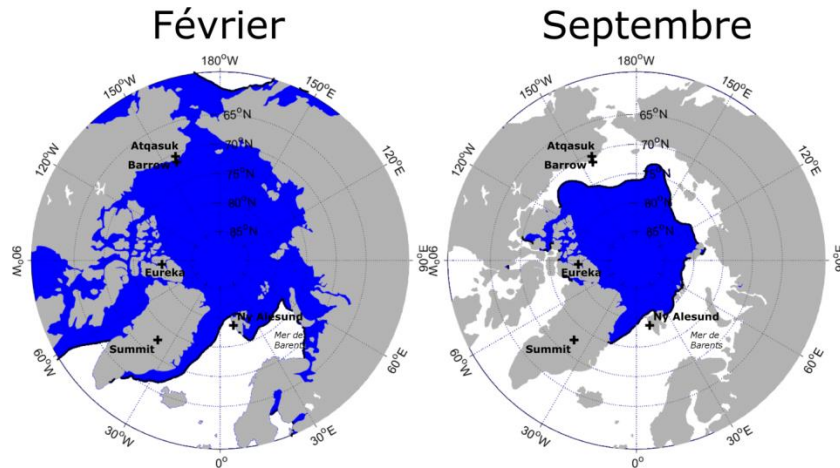 Février
180°W
150°W
150°E
120°W
65°N
70°N
75°N
80°N
85°N
Atqasuk
Barrow
Eureka
90°W
Ny Alesund
Mer de
Barents
Summit
60°W
30°W
0°
30°E
Septembre
180°W
150°W
150°E
120°W
65°N
70°N
75°N
80°N
85°N
Atqasuk
Barrow
Eureka
90°W
90°E
Ny Alesund
Mer de
Barents
Summit
60°W
60°E
30°W
0°
30°E
90°E
60°E